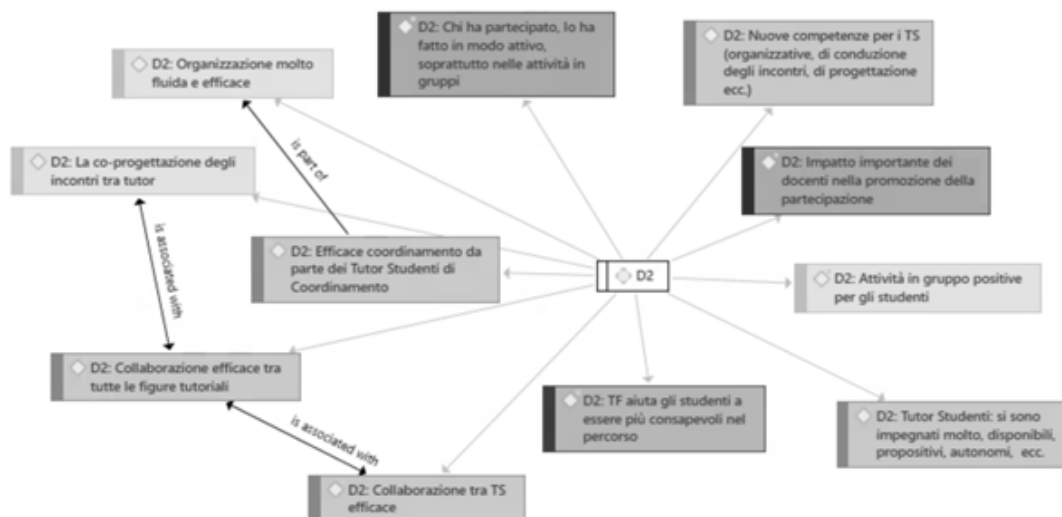 D2: Chi ha partecipato, lo ha
fatto in modo attivo,
soprattutto nelle attività in
gruppi
D2: Nuove competenze per i TS
(organizzative, di conduzione
degli incontri, di progettazione
ecc.)
D2: Organizzazione molto
fluida e efficace
is part of
D2: La co-progettazione degli
incontri tra tutor
D2: Impatto importante dei
docenti nella promozione della
partecipazione
D2: Efficace coordinamento da
parte dei Tutor Studenti di
Coordinamento
D2
D2: Attività in gruppo positive
per gli studenti
is associated with
D2: Collaborazione efficace tra
tutte le figure tutoriali
D2: TF aiuta gli studenti a
essere più consapevoli nel
percorso
D2: Tutor Studenti: si sono
impegnati molto, disponibili,
propositivi, autonomi, ecc.
is associated with
D2: Collaborazione tra TS
efficace